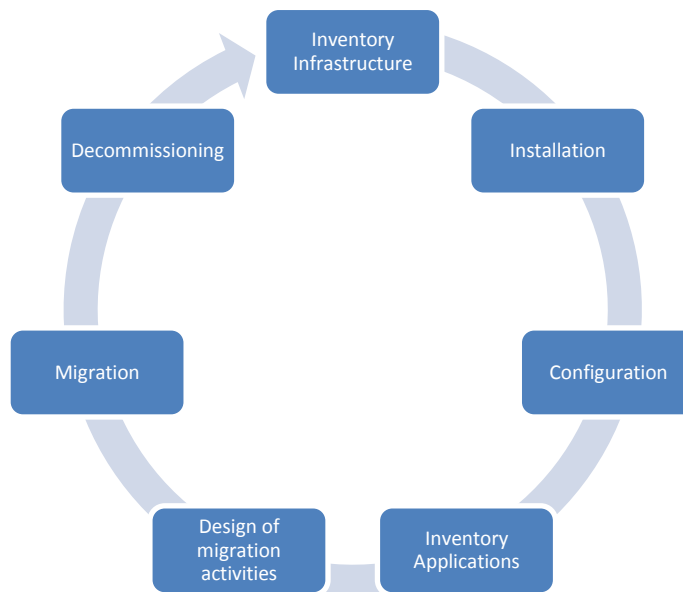 Inventory
Infrastructure
Installation
Configuration
Inventory
Applications
Design of
migration
activities
Migration
Decommissioning